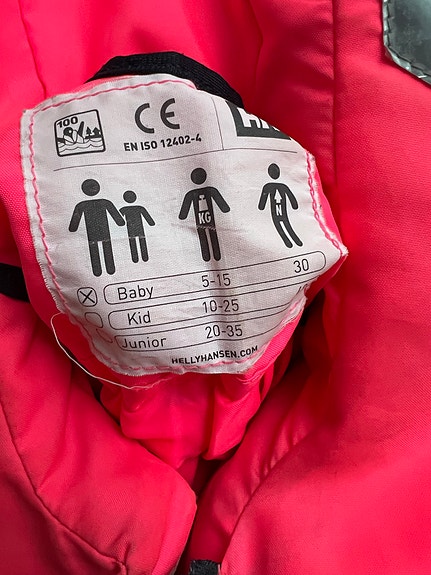 100
CE
EN ISO 12402-4
KG
N
Baby 5-15 30
Kid 10-25
Junior 20-35
HELLYHANSEN.COM